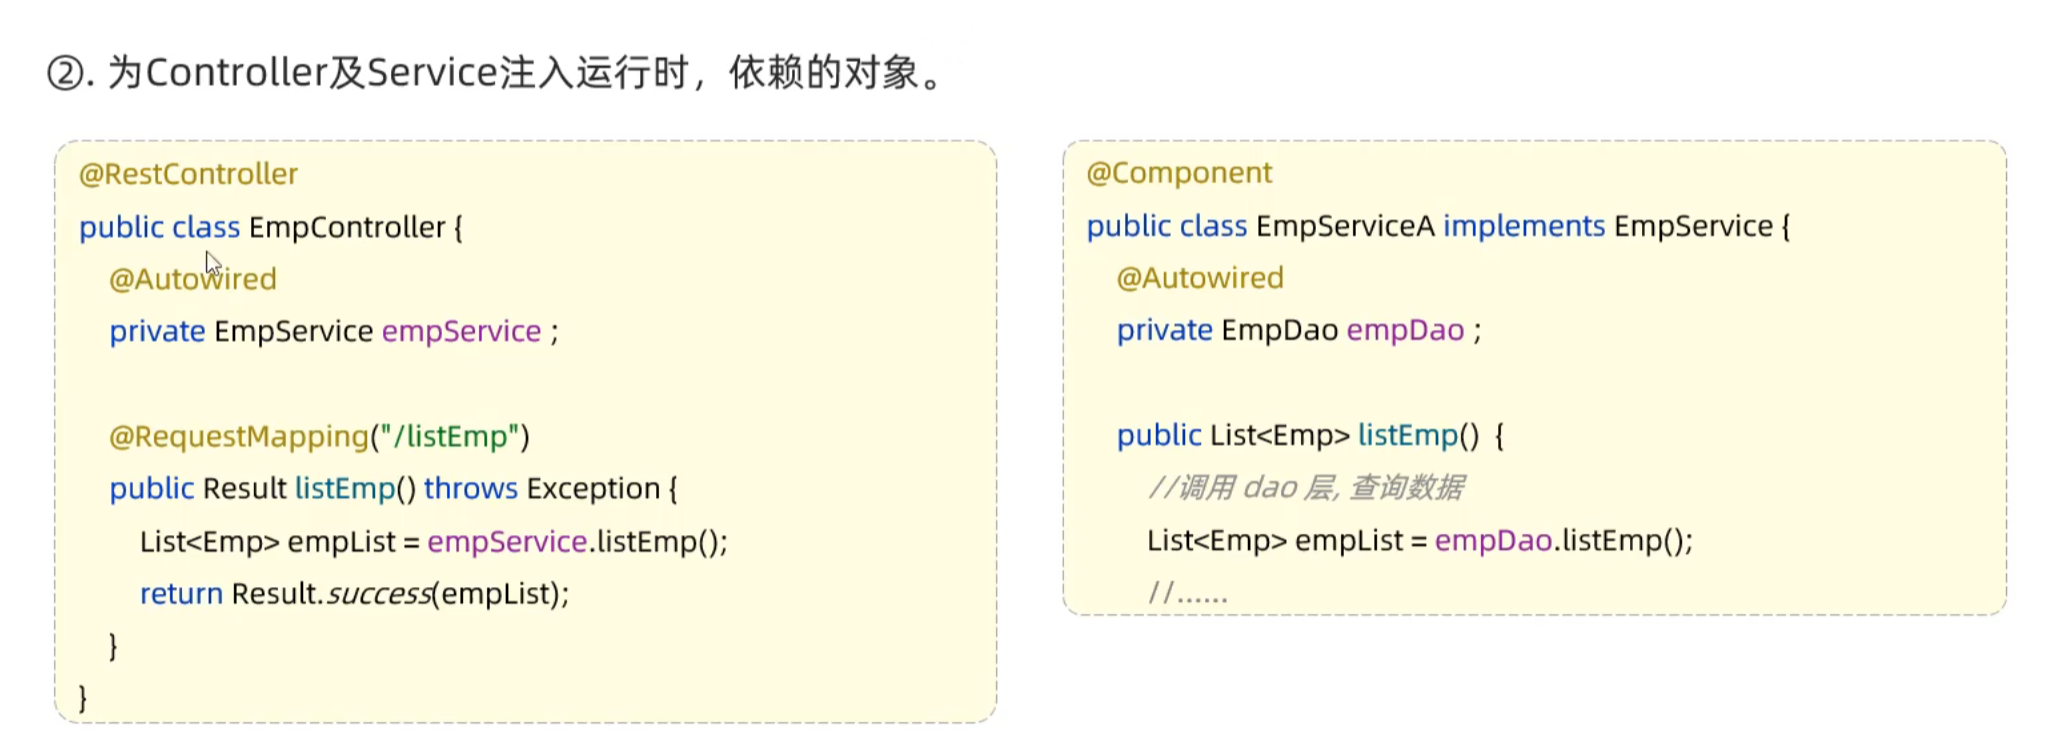 ②. 为Controller及Service注入运行时，依赖的对象。
@RestController
public class EmpController {
@Autowired
private EmpService empService ;
@RequestMapping("/listEmp")
public Result listEmp() throws Exception {
List<Emp> empList = empService.listEmp();
return Result.success(empList);
}
}
@Component
public class EmpServiceA implements EmpService {
@Autowired
private EmpDao empDao ;
public List<Emp> listEmp() {
//调用 dao 层, 查询数据
List<Emp> empList = empDao.listEmp();
//......